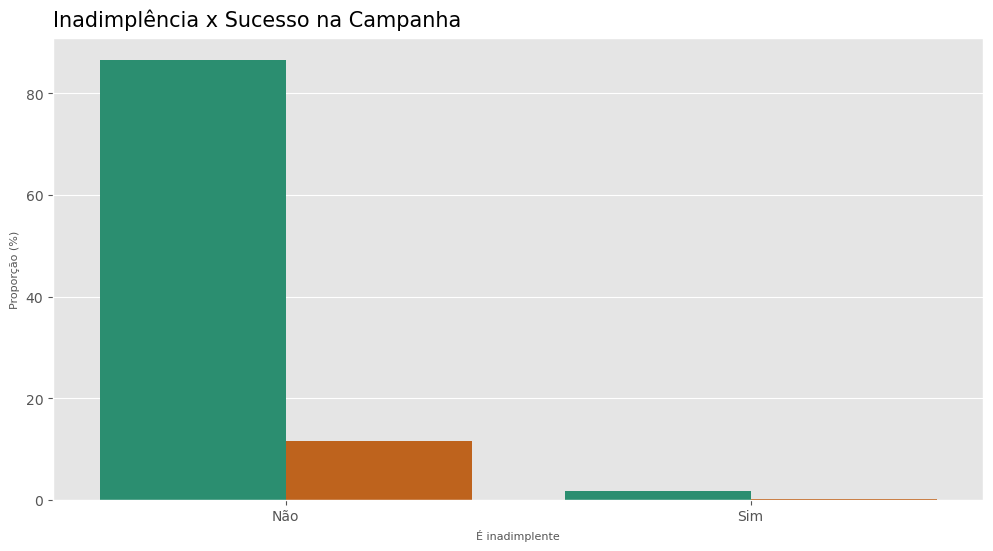 Inadimplência x Sucesso na Campanha
80
60
40
20
0
Proporção (%)
Não
Sim
É inadimplente